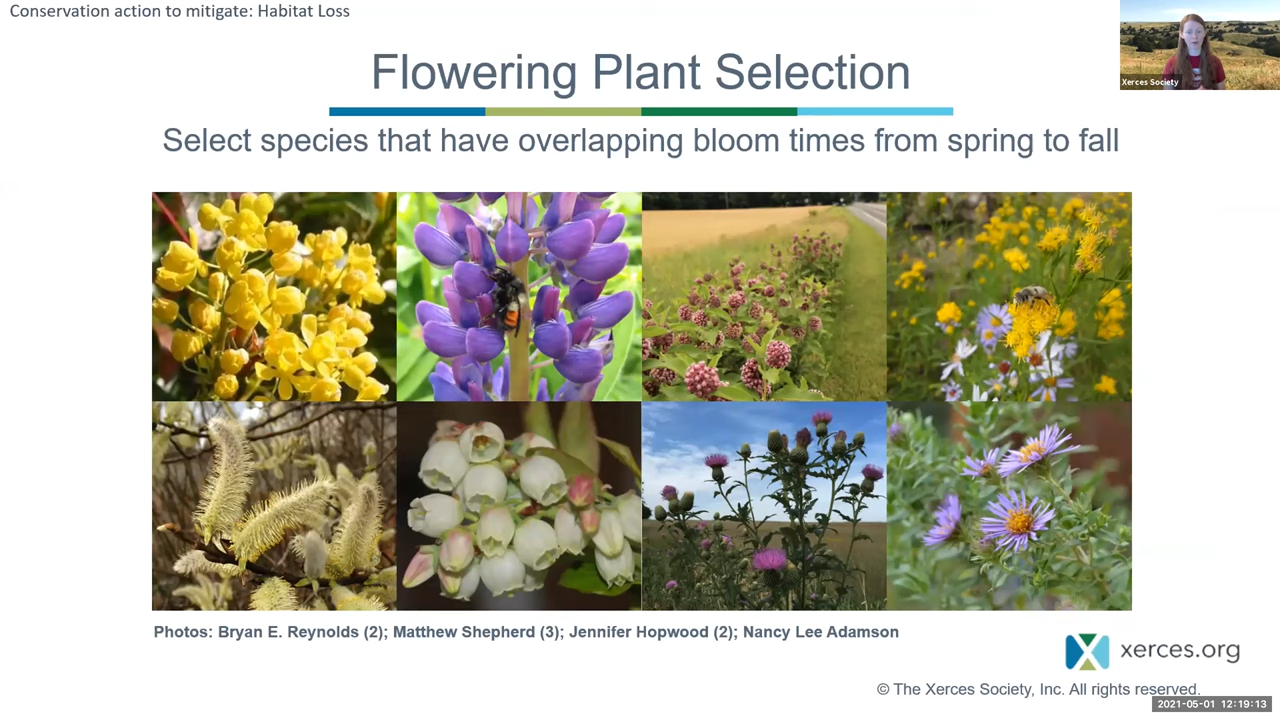 Conservation action to mitigate: Habitat Loss
Flowering Plant Selection
Xerces Society
Select species that have overlapping bloom times from spring to fall
Photos: Bryan E. Reynolds (2); Matthew Shepherd (3); Jennifer Hopwood (2); Nancy Lee Adamson
xerces.org
© The Xerces Society, Inc. All rights reserved.
2021-05-01 12:19:13